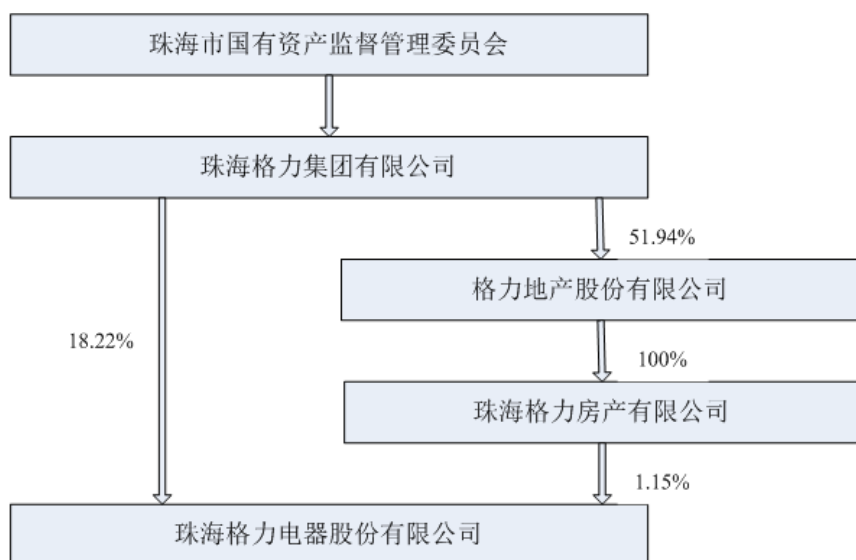 珠海市国有资产监督管理委员会
珠海格力集团有限公司
51.94%
格力地产股份有限公司
18.22%
100%
珠海格力房产有限公司
1.15%
珠海格力电器股份有限公司